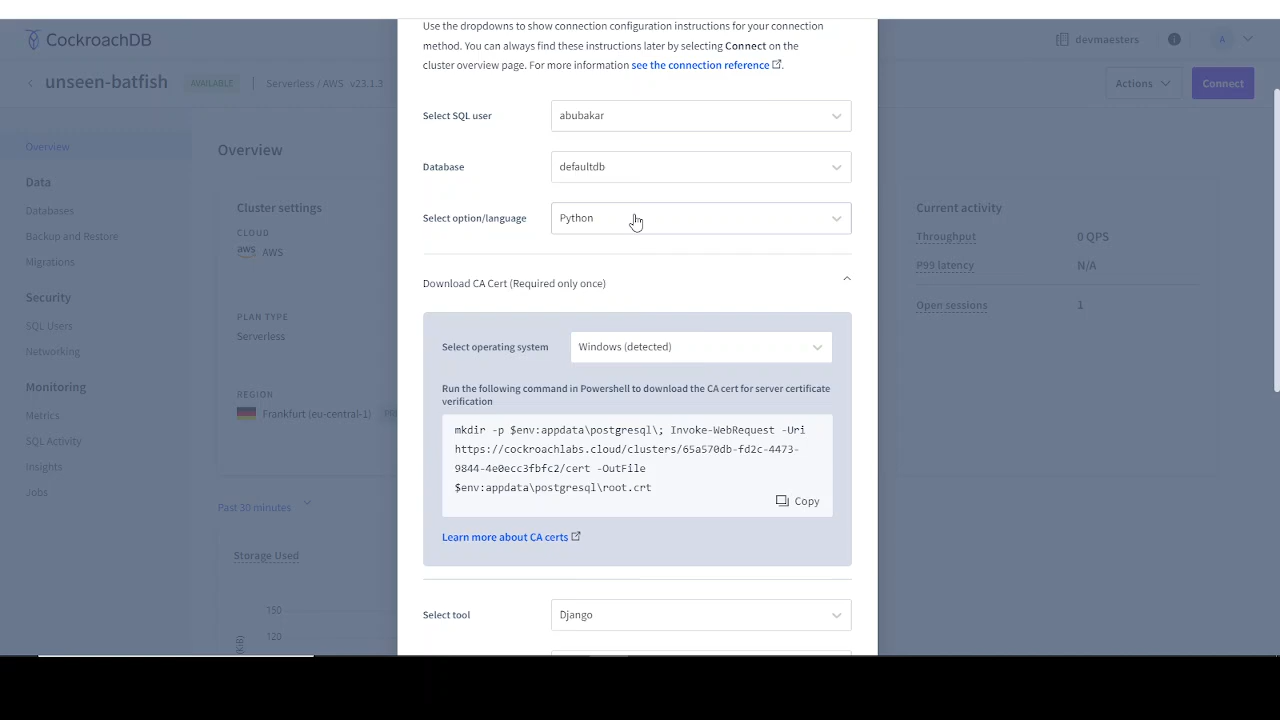 Use the dropdowns to show connection configuration instructions for your connection
method. You can always find these instructions later by selecting Connect on the
cluster overview page. For more information see the connection reference.
CockroachDB
devmaesters
A
unseen-batfish
AVAILABLE
Serverless / AWS v23.1.3
Actions
Connect
Select SQL user
abubakar
Database
defaultdb
Select option/language
Python
Download CA Cert (Required only once)
Select operating system
Windows (detected)
Run the following command in Powershell to download the CA cert for server certificate
verification
mkdir -p $env:appdata\postgresql\; Invoke-WebRequest -Uri
https://cockroachlabs.cloud/clusters/65a570db-fd2c-4473-
9844-4e0ecc3fbfc2/cert -OutFile
$env:appdata\postgresql\root.crt
Copy
Learn more about CA certs
Select tool
Django
Overview
Data
Databases
Backup and Restore
Migrations
Security
SQL Users
Networking
Monitoring
Metrics
SQL Activity
Insights
Jobs
Overview
Cluster settings
CLOUD
aws AWS
PLAN TYPE
Serverless
REGION
Frankfurt (eu-central-1)
Past 30 minutes
Storage Used
150
120
(KiB)
Current activity
Throughput
0 QPS
P99 latency
N/A
Open sessions
1